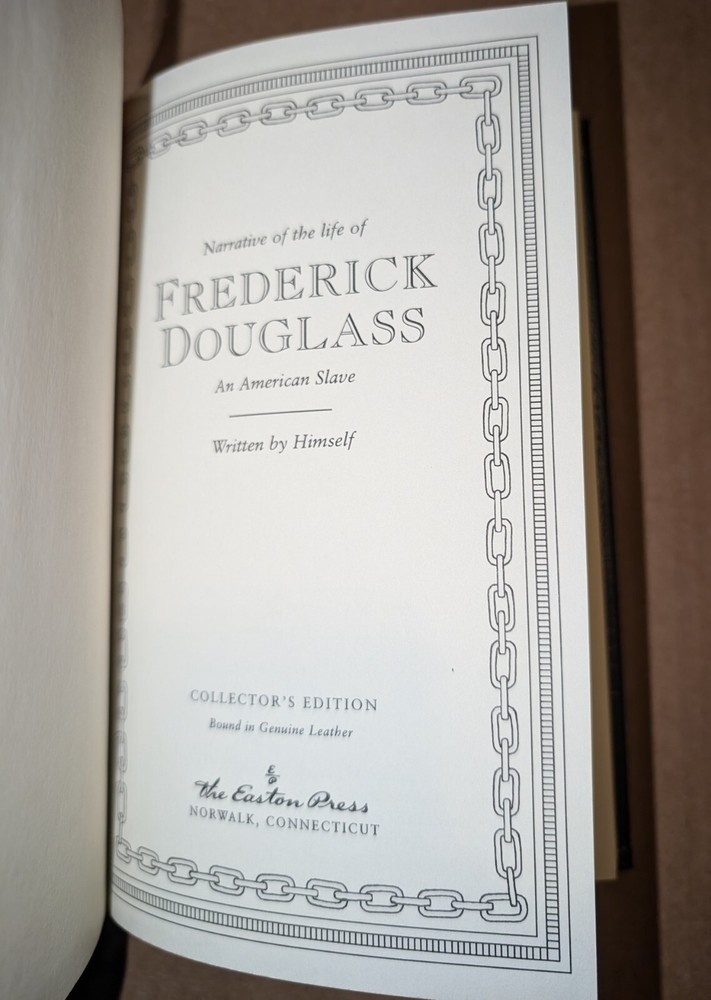 Narrative of the life of
FREDERICK
DOUGLASS
An American Slave
Written by Himself
COLLECTOR'S EDITION
Bound in Genuine Leather
E
P
the Easton Press
NORWALK, CONNECTICUT